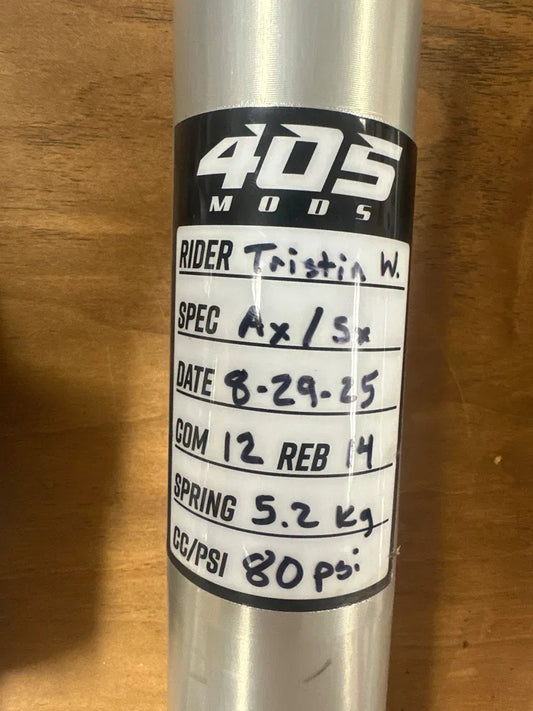 405
MODS
RIDER Tristin W.
SPEC Ax/Sx
DATE 8-29-25
COM 12 REB 14
SPRING 5.2 kg
CC/PSI 80 psi